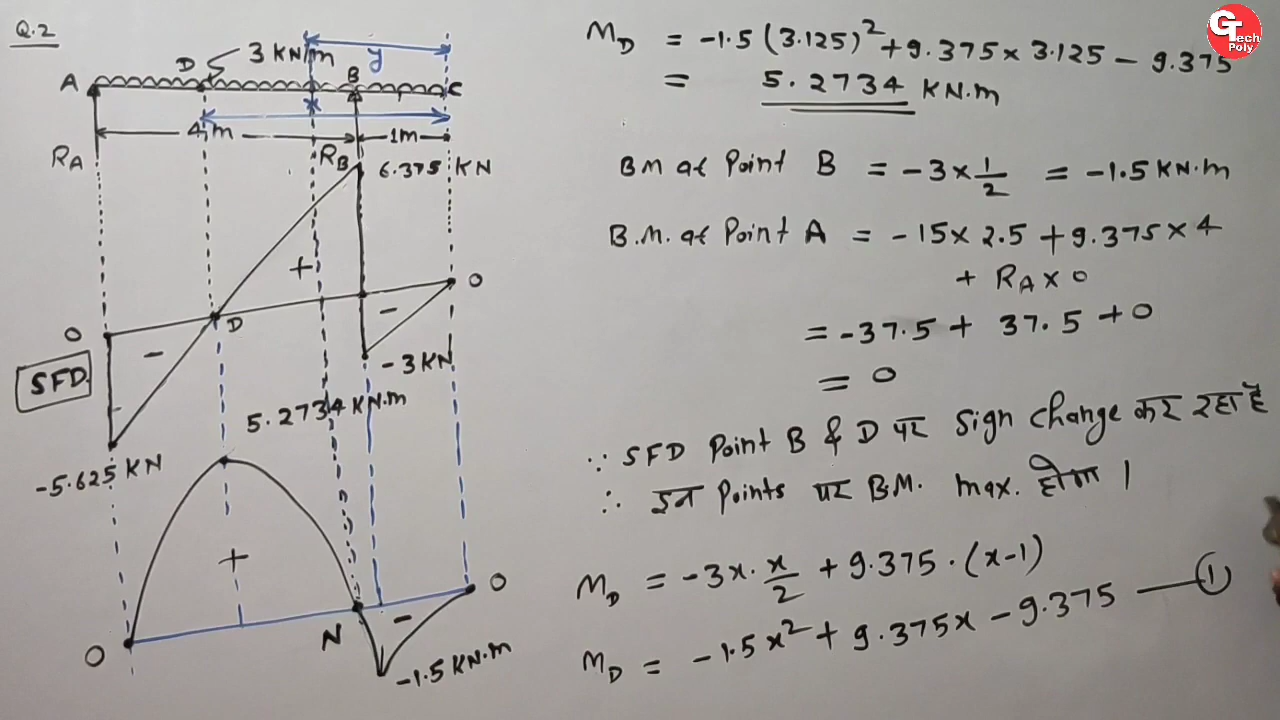 Q.2
3 KN/m
y
A
D
B
C
x
4m
1m
RA
RB
6.375 KN
+
0
0
D
-
-
-3KN
SFD
-5.625 KN
5.2734 KN.m
+
0
N
0
-
-1.5 KN.m
G Tech Poly
MD = -1.5 (3.125)² + 9.375 × 3.125 - 9.375
= 5.2734 KN.m
BM at Point B = -3 × 1/2 = -1.5 KN.m
B.M. at Point A = -15 × 2.5 + 9.375 × 4
+ RA × 0
= -37.5 + 37.5 + 0
= 0
∵ SFD Point B & D पर sign change कर रहा है
∴ इन Points पर B.M. max. होगा ।
MD = -3x . x/2 + 9.375 . (x-1)
MD = -1.5x² + 9.375x - 9.375 — 1